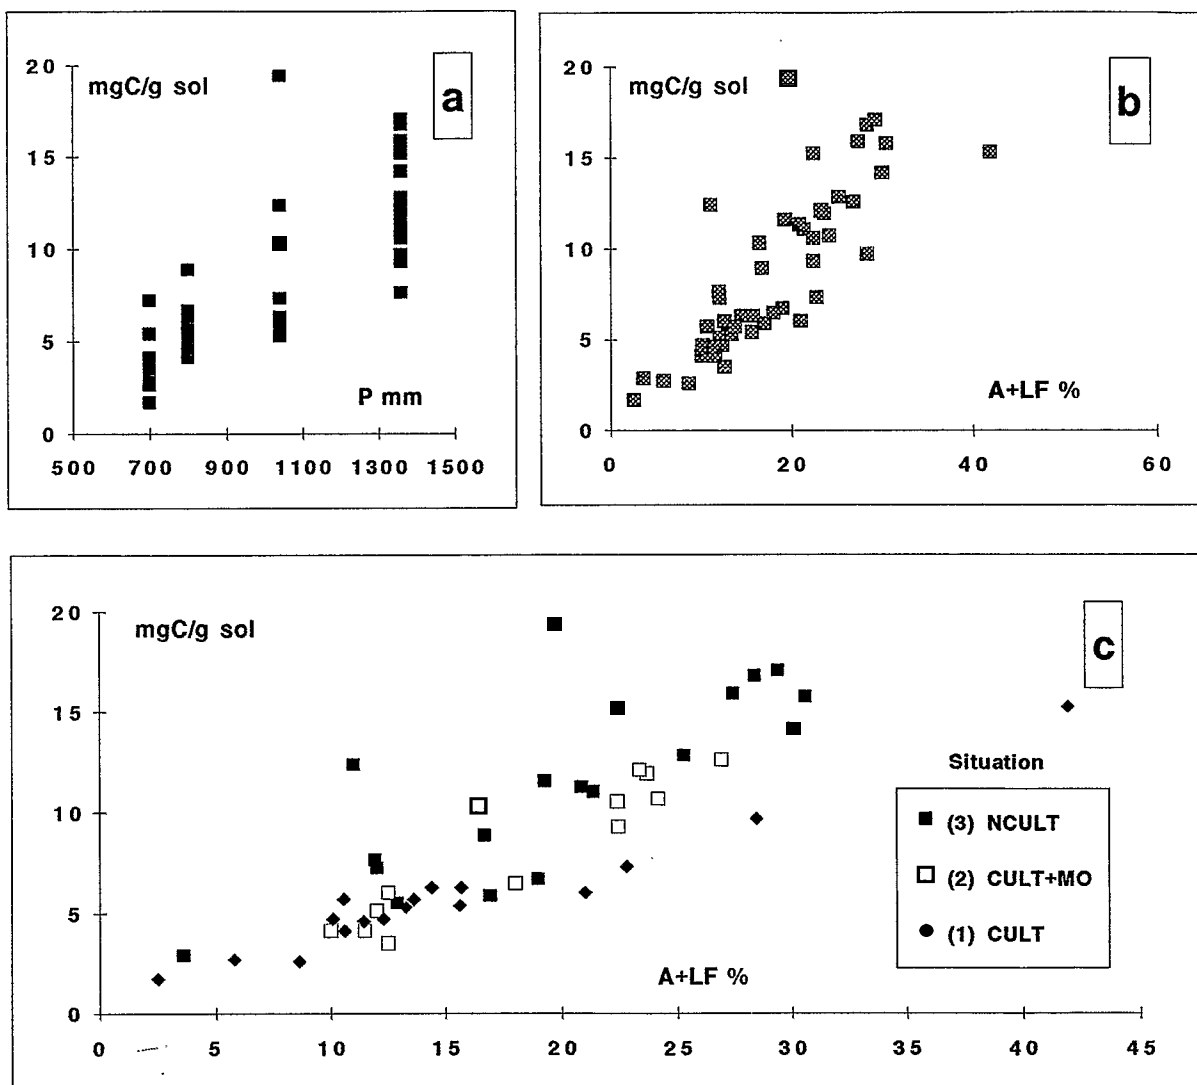 20
mgC/g sol
a
15
10
5
P mm
0
500 700 900 1100 1300 1500
20
mgC/g sol
b
15
10
5
A+LF %
0
0 20 40 60
20
mgC/g sol
c
15
Situation
10
(3) NCULT
(2) CULT+MO
5
(1) CULT
A+LF %
0
0 5 10 15 20 25 30 35 40 45